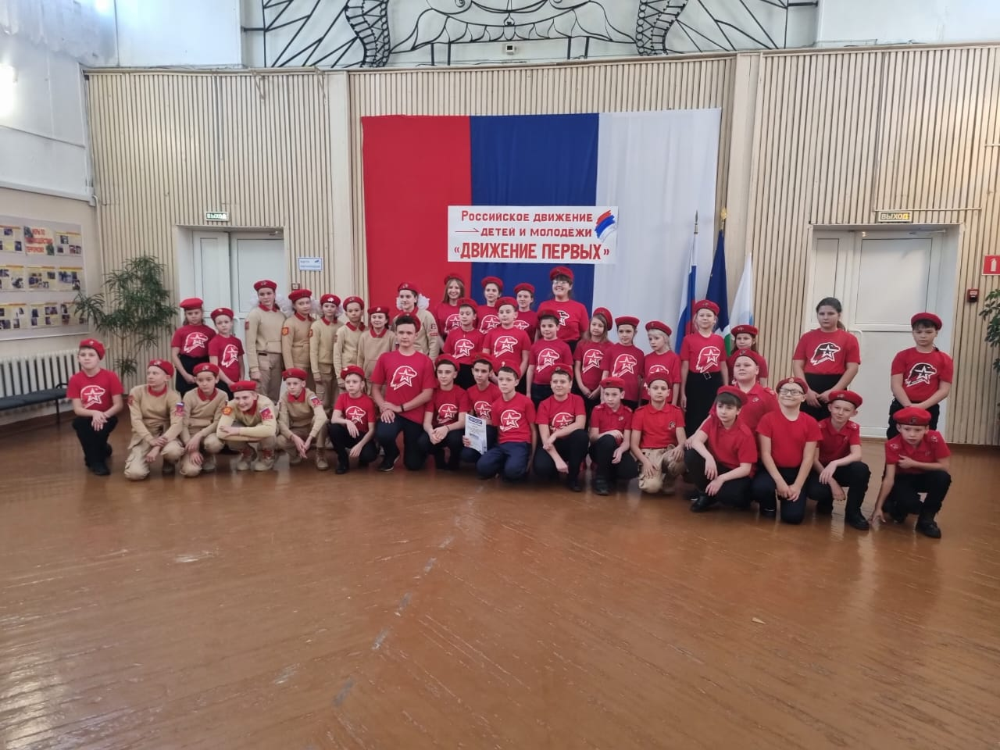 ВЫХОД
Российское движение
детей и молодежи
«ДВИЖЕНИЕ ПЕРВЫХ»
ВЫХОД